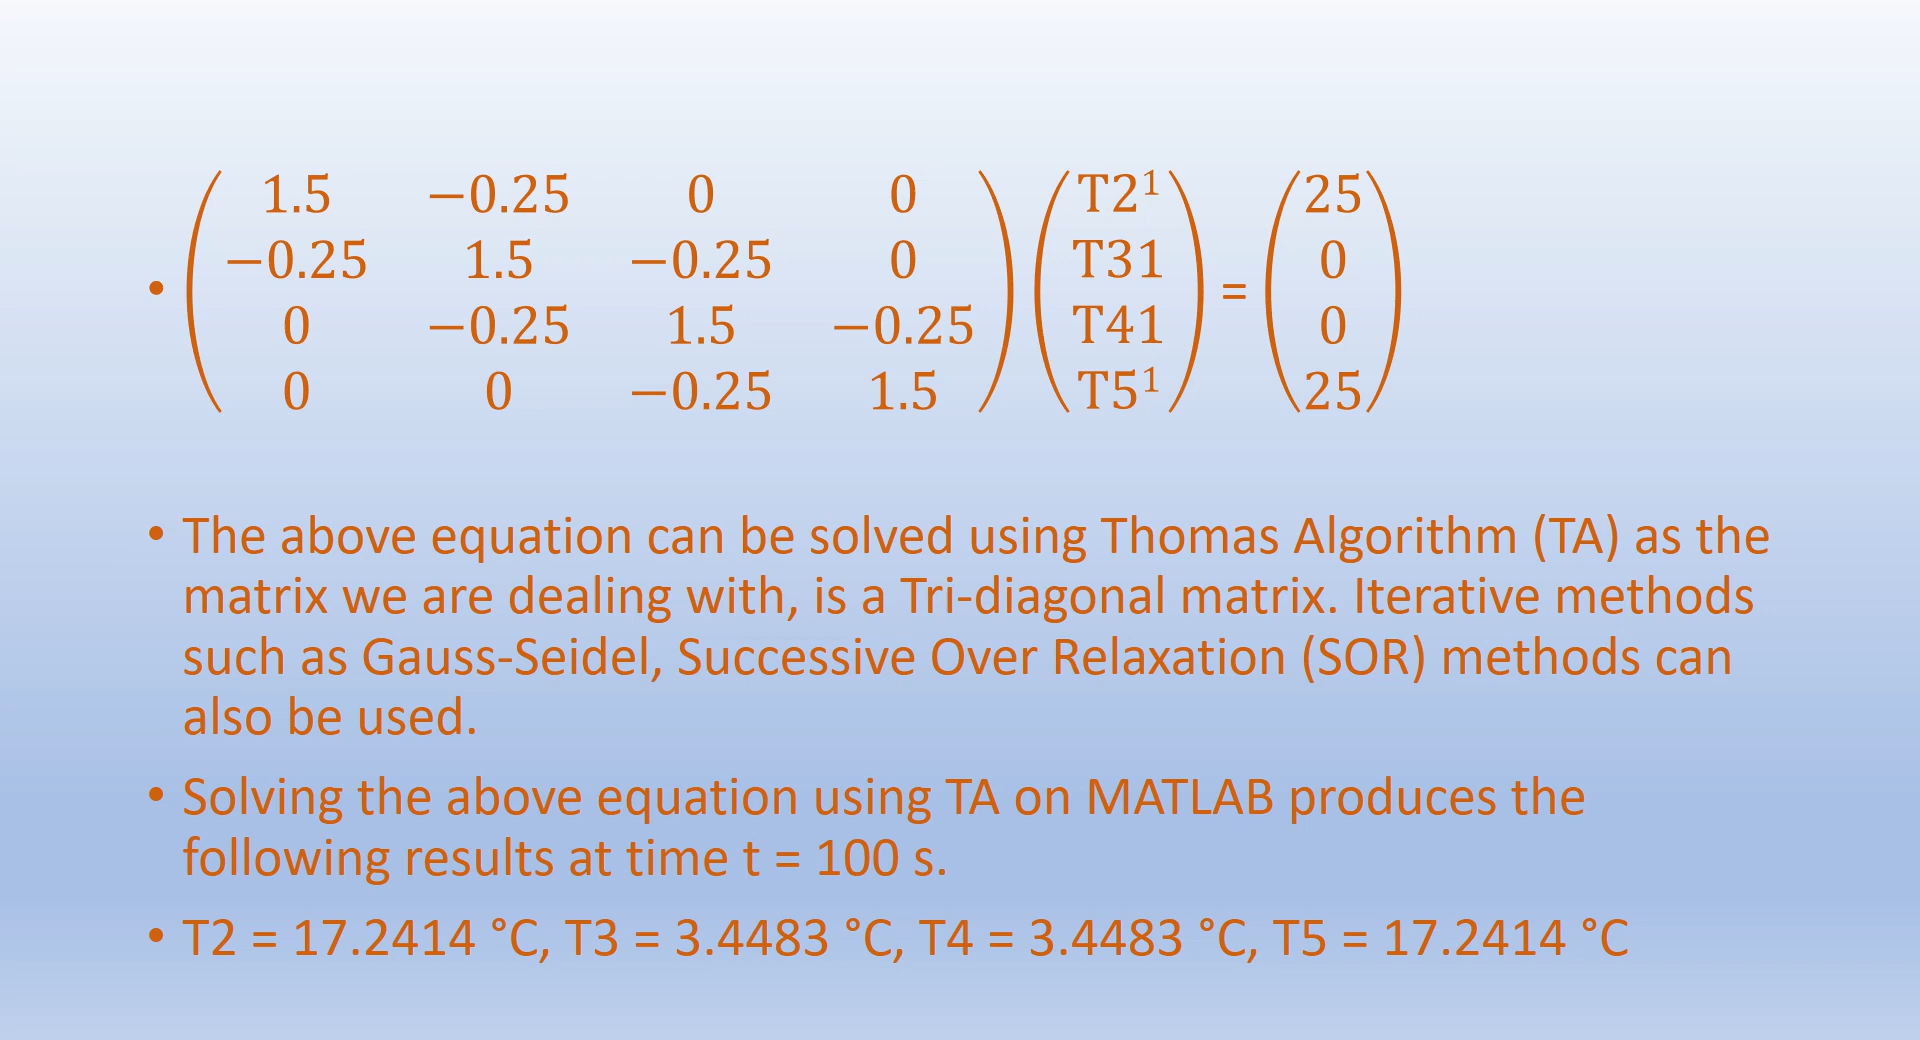 • (1.5 −0.25 0 0) (T2¹) (25)
(−0.25 1.5 −0.25 0) (T31) (0)
• (0 −0.25 1.5 −0.25) (T41) = (0)
(0 0 −0.25 1.5) (T5¹) (25)
• The above equation can be solved using Thomas Algorithm (TA) as the
matrix we are dealing with, is a Tri-diagonal matrix. Iterative methods
such as Gauss-Seidel, Successive Over Relaxation (SOR) methods can
also be used.
• Solving the above equation using TA on MATLAB produces the
following results at time t = 100 s.
• T2 = 17.2414 °C, T3 = 3.4483 °C, T4 = 3.4483 °C, T5 = 17.2414 °C